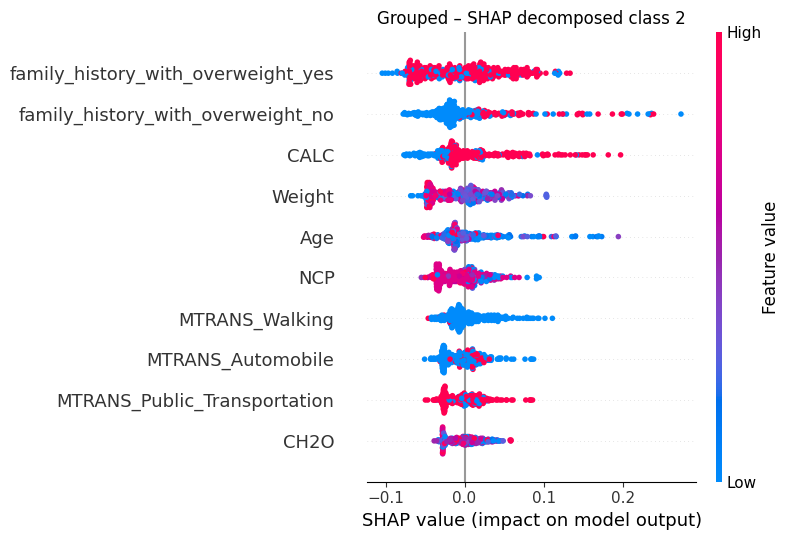 Grouped – SHAP decomposed class 2
High
family_history_with_overweight_yes
family_history_with_overweight_no
CALC
Weight
Age
NCP
MTRANS_Walking
MTRANS_Automobile
MTRANS_Public_Transportation
CH2O
Feature value
Low
−0.1 0.0 0.1 0.2
SHAP value (impact on model output)